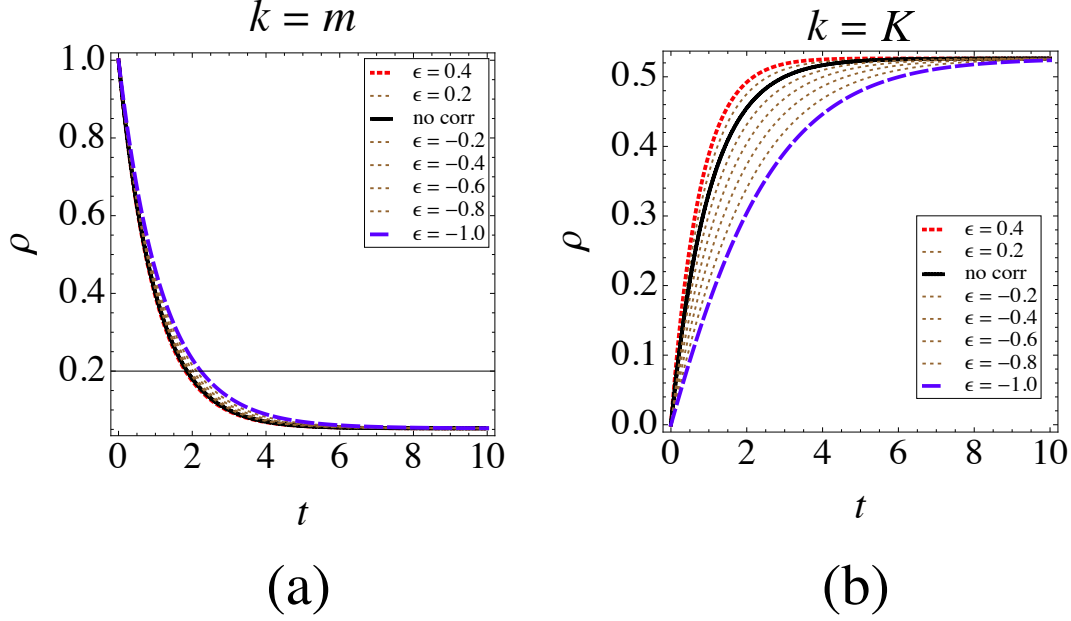 k = m
1.0
0.8
0.6
0.4
0.2
ρ
0 2 4 6 8 10
t
ϵ = 0.4
ϵ = 0.2
no corr
ϵ = −0.2
ϵ = −0.4
ϵ = −0.6
ϵ = −0.8
ϵ = −1.0
(a)
k = K
0.5
0.4
0.3
0.2
0.1
0.0
ρ
0 2 4 6 8 10
t
ϵ = 0.4
ϵ = 0.2
no corr
ϵ = −0.2
ϵ = −0.4
ϵ = −0.6
ϵ = −0.8
ϵ = −1.0
(b)